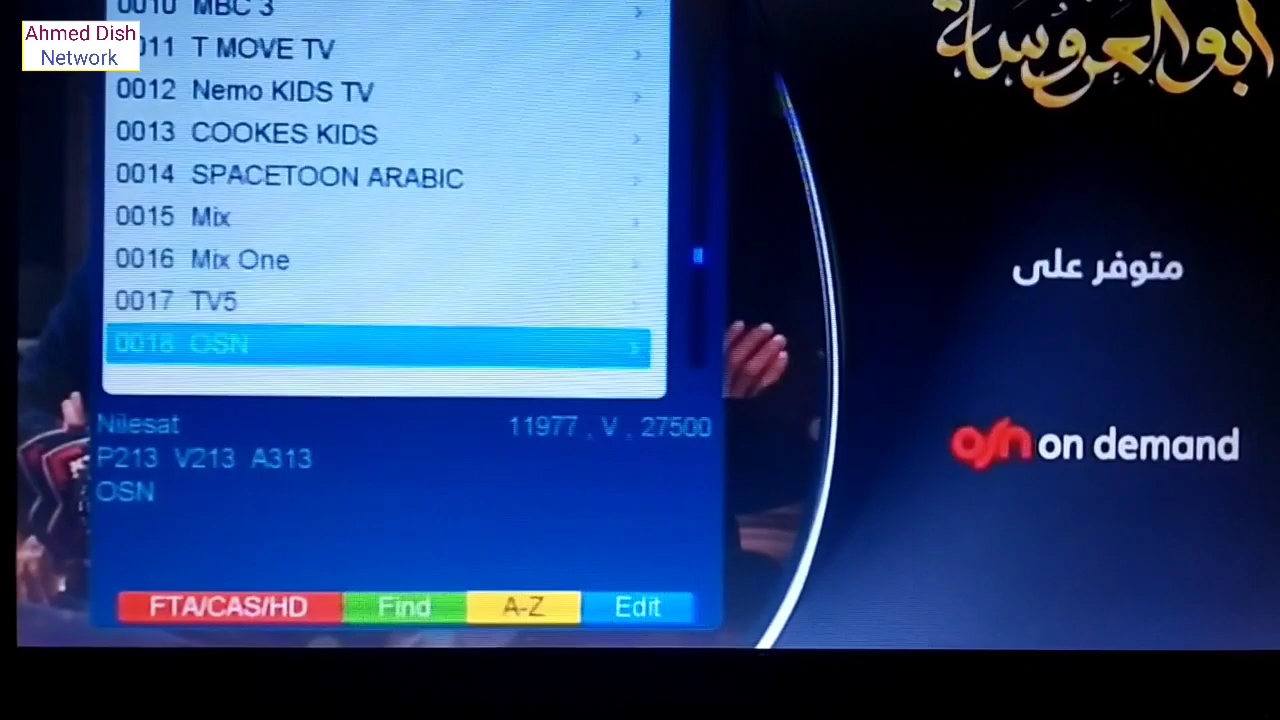 Ahmed Dish
Network
0010 MBC 3
0011 T MOVE TV
0012 Nemo KIDS TV
0013 COOKES KIDS
0014 SPACETOON ARABIC
0015 Mix
0016 Mix One
0017 TV5
0018 OSN
Nilesat 11977 , V , 27500
P213 V213 A313
OSN
FTA/CAS/HD Find A-Z Edit
أبو العروسة
متوفر على
osn on demand